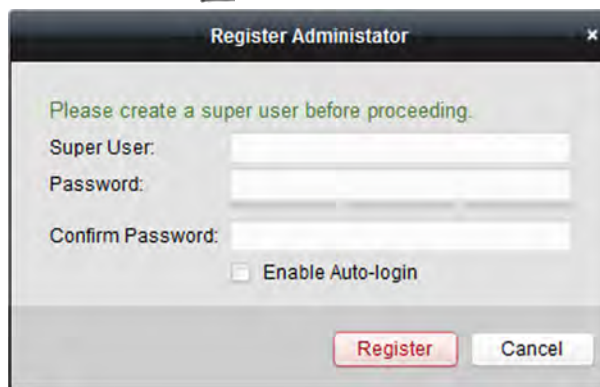 Register Administator
×
Please create a super user before proceeding.
Super User:
Password:
Confirm Password:
Enable Auto-login
Register
Cancel